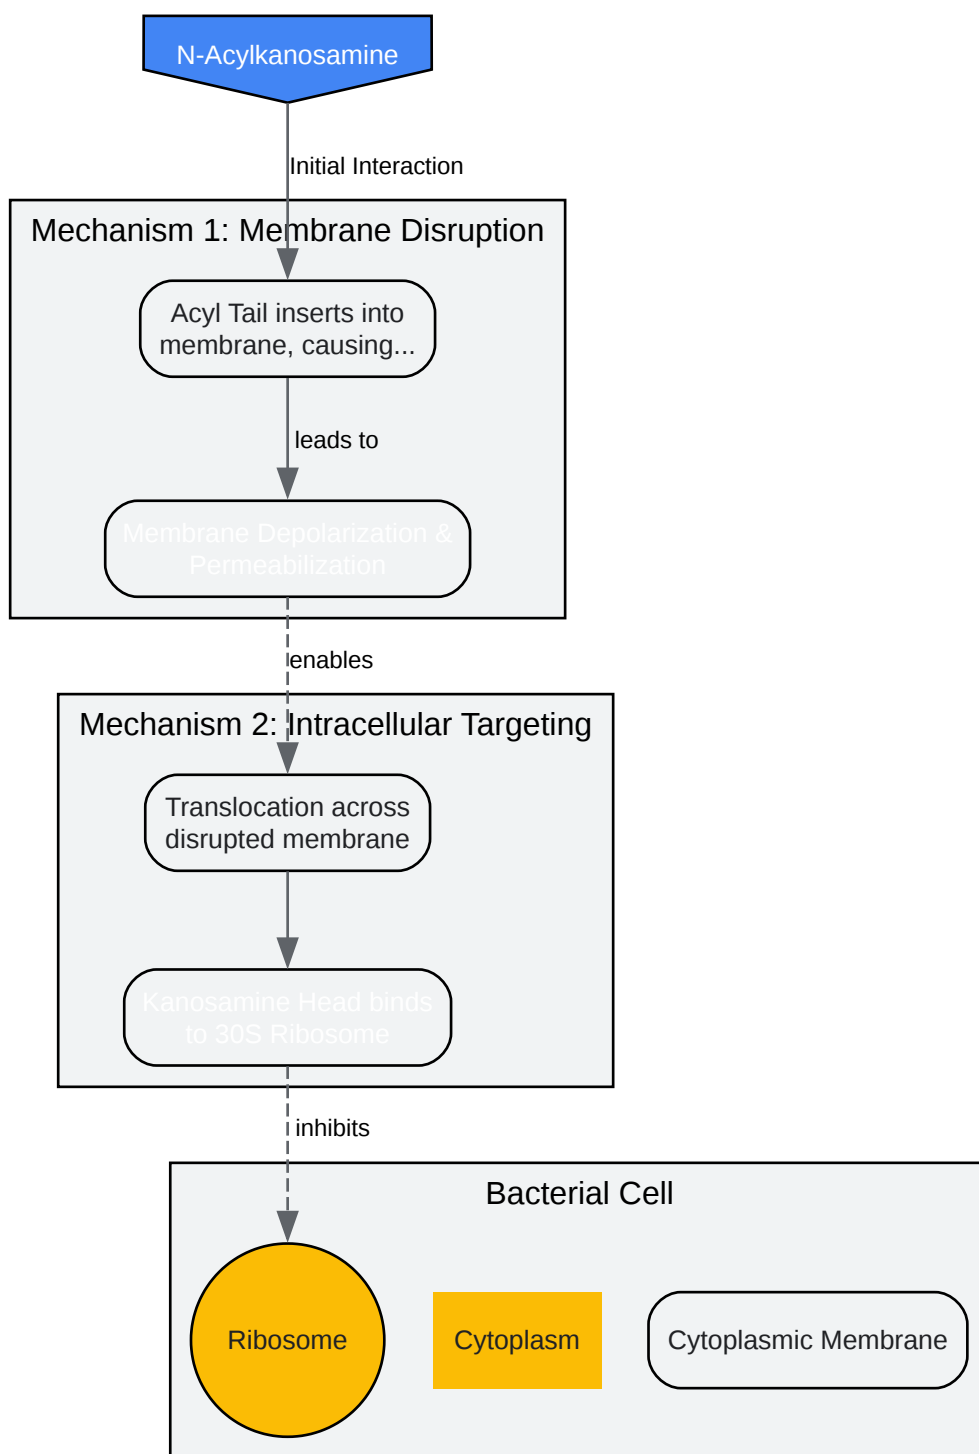 N-Acylkanosamine
Initial Interaction
Mechanism 1: Membrane Disruption
Acyl Tail inserts into
membrane, causing...
leads to
Membrane Depolarization &
Permeabilization
enables
Mechanism 2: Intracellular Targeting
Translocation across
disrupted membrane
Kanosamine Head binds
to 30S Ribosome
inhibits
Bacterial Cell
Ribosome
Cytoplasm
Cytoplasmic Membrane